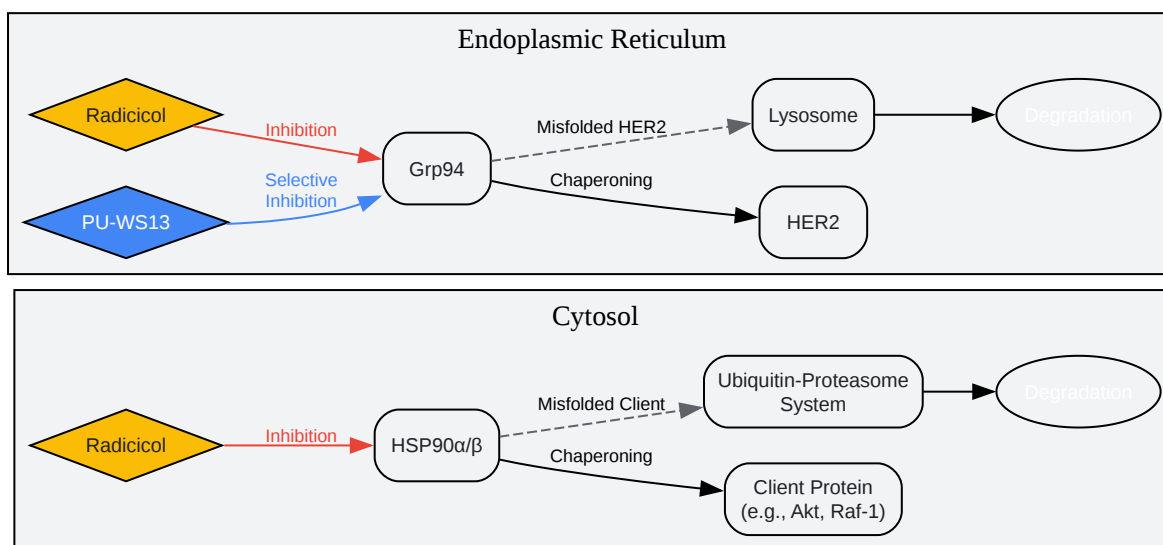 Endoplasmic Reticulum
Radicicol
Inhibition
Selective
Inhibition
PU-WS13
Grp94
Misfolded HER2
Chaperoning
Lysosome
HER2
Degradation
Cytosol
Radicicol
Inhibition
HSP90α/β
Misfolded Client
Chaperoning
Ubiquitin-Proteasome
System
Client Protein
(e.g., Akt, Raf-1)
Degradation